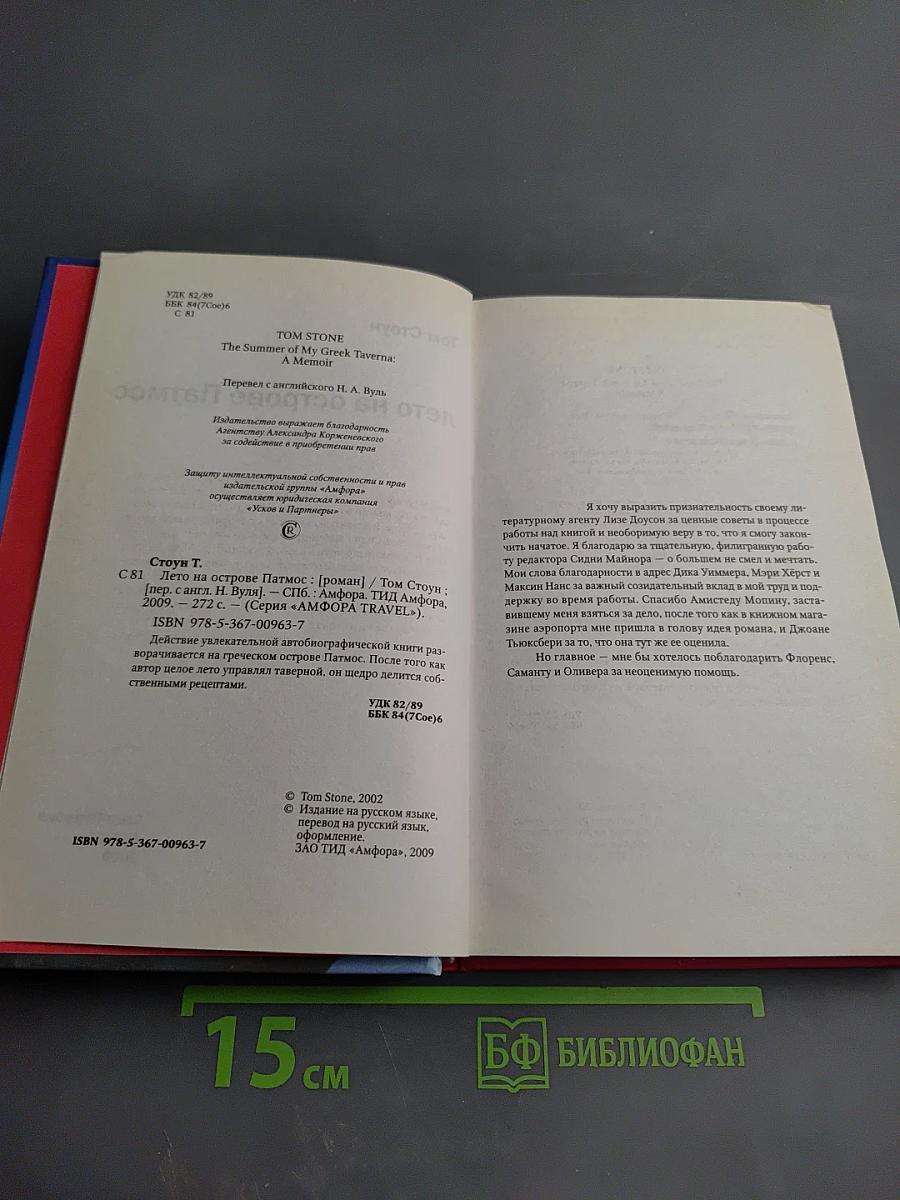 УДК 82/89
ББК 84(7Сое)6
С 81
TOM STONE
The Summer of My Greek Taverna:
A Memoir
Перевел с английского Н. А. Вуль
Издательство выражает благодарность
Агентству Александра Корженевского
за содействие в приобретении прав
Защиту интеллектуальной собственности и прав
издательской группы «Амфора»
осуществляет юридическая компания
«Усков и Партнеры»
Стоун Т.
С 81 Лето на острове Патмос : [роман] / Том Стоун ;
[пер. с англ. Н. Вуля]. — СПб. : Амфора. ТИД Амфора,
2009. — 272 с. — (Серия «АМФОРА TRAVEL»).
ISBN 978-5-367-00963-7
Действие увлекательной автобиографической книги раз-
ворачивается на греческом острове Патмос. После того как
автор целое лето управлял таверной, он щедро делится соб-
ственными рецептами.
УДК 82/89
ББК 84(7Сое)6
© Tom Stone, 2002
© Издание на русском языке,
перевод на русский язык,
оформление.
ЗАО ТИД «Амфора», 2009
ISBN 978-5-367-00963-7
Я хочу выразить признательность своему ли-
тературному агенту Лизе Доусон за ценные советы в процессе
работы над книгой и необоримую веру в то, что я смогу закон-
чить начатое. Я благодарю за тщательную, филигранную рабо-
ту редактора Сидни Майнора — о большем не смел и мечтать.
Мои слова благодарности в адрес Дика Уиммера, Мэри Хёрст и
Максин Нанс за важный созидательный вклад в мой труд и под-
держку во время работы. Спасибо Амистеду Мопину, заста-
вившему меня взяться за дело, после того как в книжном мага-
зине аэропорта мне пришла в голову идея романа, и Джоане
Тьюксбери за то, что она тут же ее оценила.
Но главное — мне бы хотелось поблагодарить Флоренс,
Саманту и Оливера за неоценимую помощь.
15 см
БФ БИБЛИОФАН